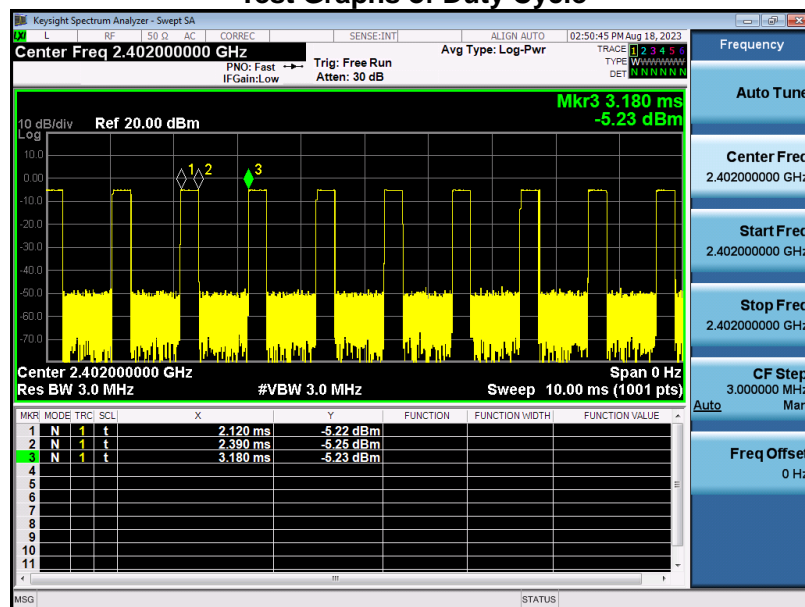 Test Graphs of Duty Cycle
Keysight Spectrum Analyzer - Swept SA
LXI L RF 50 Ω AC CORREC SENSE:INT ALIGN AUTO 02:50:45 PM Aug 18, 2023
Center Freq 2.402000000 GHz
PNO: Fast
IFGain:Low
Trig: Free Run
Atten: 30 dB
Avg Type: Log-Pwr
TRACE 1 2 3 4 5 6
TYPE WWWWWW
DET N N N N N N
Mkr3 3.180 ms
-5.23 dBm
10 dB/div Ref 20.00 dBm
Log
10.0
0.00
-10.0
-20.0
-30.0
-40.0
-50.0
-60.0
-70.0
1 2 3
Center 2.402000000 GHz Span 0 Hz
Res BW 3.0 MHz #VBW 3.0 MHz Sweep 10.00 ms (1001 pts)
MKR MODE TRC SCL X Y FUNCTION FUNCTION WIDTH FUNCTION VALUE
1 N 1 t 2.120 ms -5.22 dBm
2 N 1 t 2.390 ms -5.25 dBm
3 N 1 t 3.180 ms -5.23 dBm
4
5
6
7
8
9
10
11
MSG STATUS
Frequency
Auto Tune
Center Freq
2.402000000 GHz
Start Freq
2.402000000 GHz
Stop Freq
2.402000000 GHz
CF Step
3.000000 MHz
Auto Man
Freq Offset
0 Hz